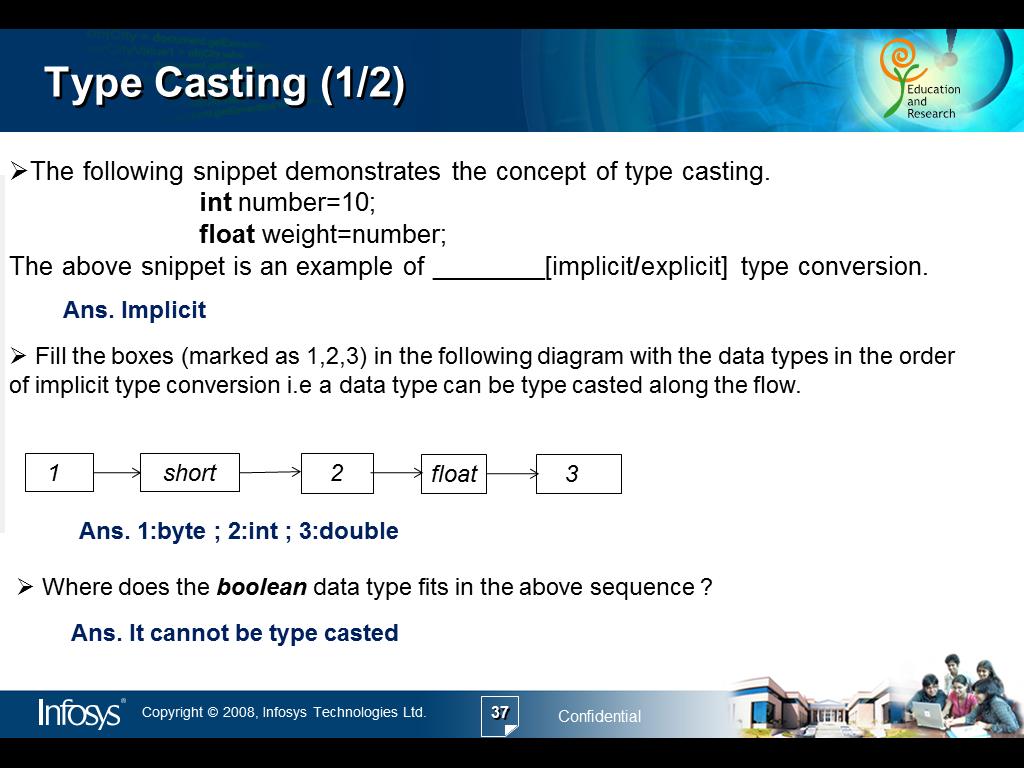 Type Casting (1/2)
Education
and
Research
➢The following snippet demonstrates the concept of type casting.
int number=10;
float weight=number;
The above snippet is an example of ________[implicit/explicit] type conversion.
Ans. Implicit
➢ Fill the boxes (marked as 1,2,3) in the following diagram with the data types in the order
of implicit type conversion i.e a data type can be type casted along the flow.
1 short 2 float 3
Ans. 1:byte ; 2:int ; 3:double
➢ Where does the boolean data type fits in the above sequence ?
Ans. It cannot be type casted
Infosys® Copyright © 2008, Infosys Technologies Ltd. 37 Confidential